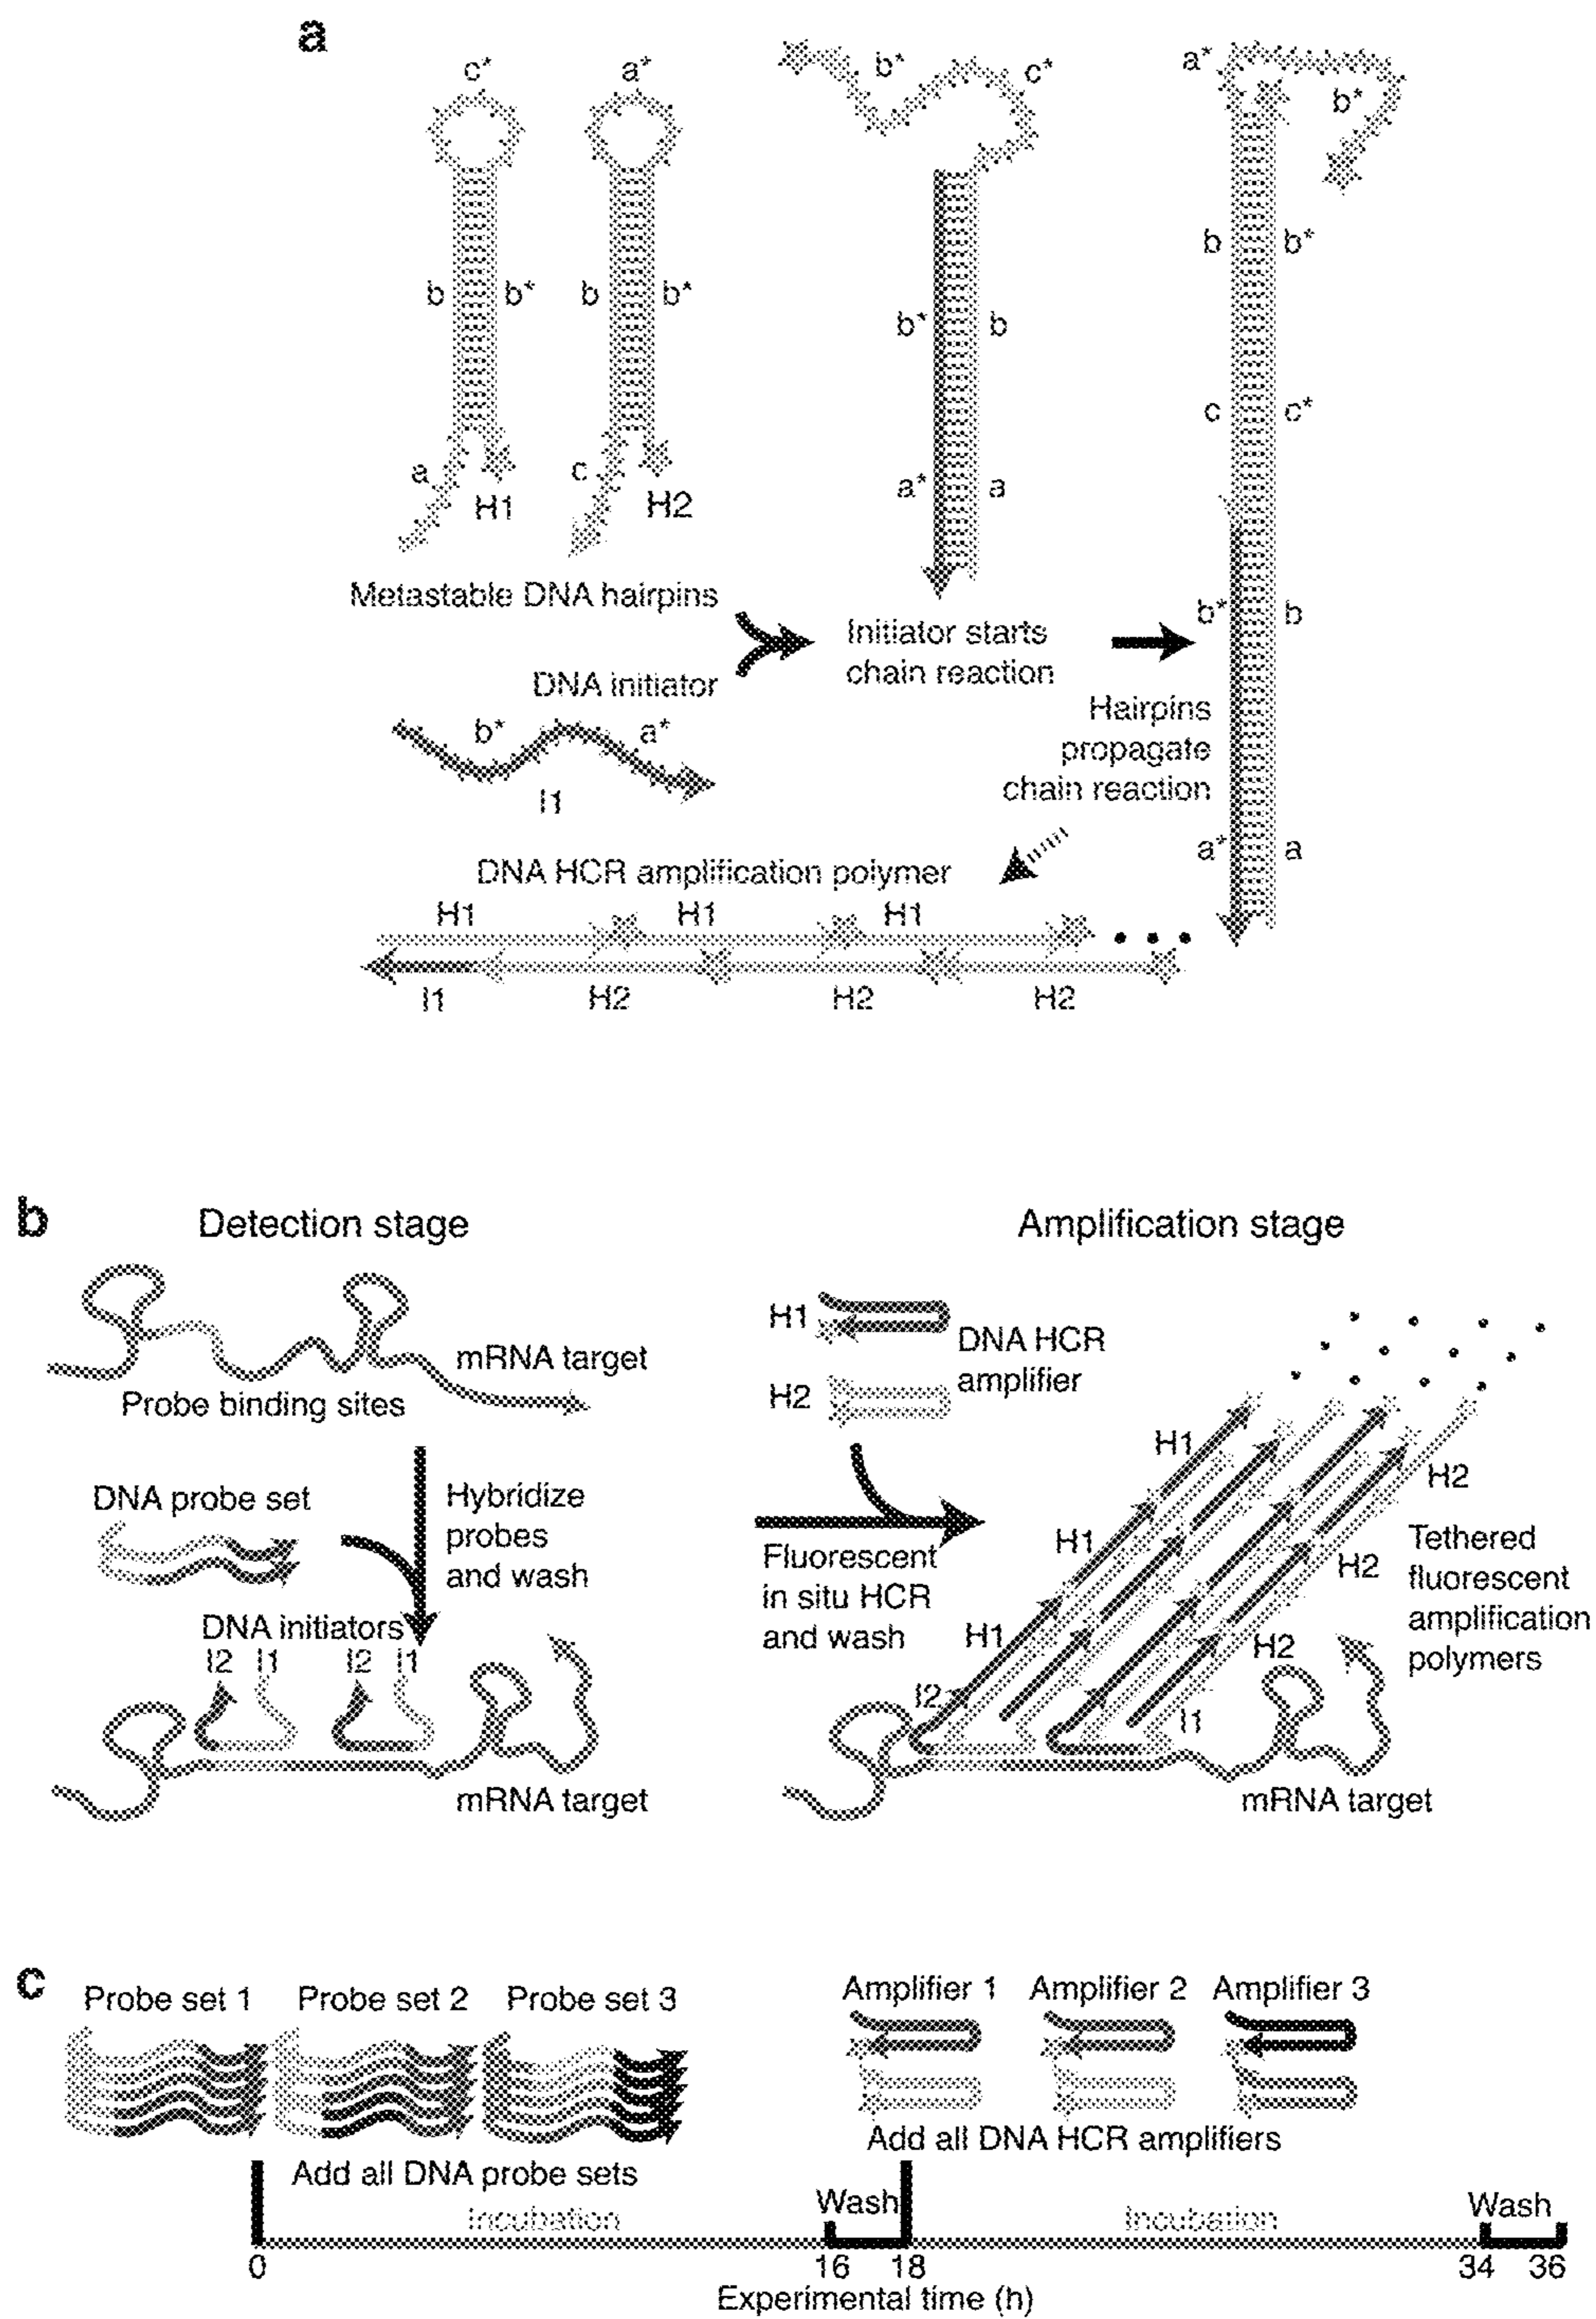 a
c*
a*
b*
c*
a*
b*
b
b*
b
b*
b
b*
b*
b
c
c*
a
H1
c
H2
a*
a
Metastable DNA hairpins
Initiator starts
chain reaction
b*
b
DNA initiator
b*
a*
I1
Hairpins
propagate
chain reaction
a*
a
DNA HCR amplification polymer
H1
H1
H1
I1
H2
H2
H2
b
Detection stage
Amplification stage
mRNA target
Probe binding sites
H1
H2
DNA HCR
amplifier
DNA probe set
Hybridize
probes
and wash
Fluorescent
in situ HCR
and wash
H1
H2
H1
H2
H1
H2
Tethered
fluorescent
amplification
polymers
DNA initiators
I2
I1
I2
I1
I2
I1
mRNA target
mRNA target
c
Probe set 1
Probe set 2
Probe set 3
Amplifier 1
Amplifier 2
Amplifier 3
Add all DNA probe sets
Add all DNA HCR amplifiers
Incubation
Wash
Incubation
Wash
0
16
18
34
36
Experimental time (h)